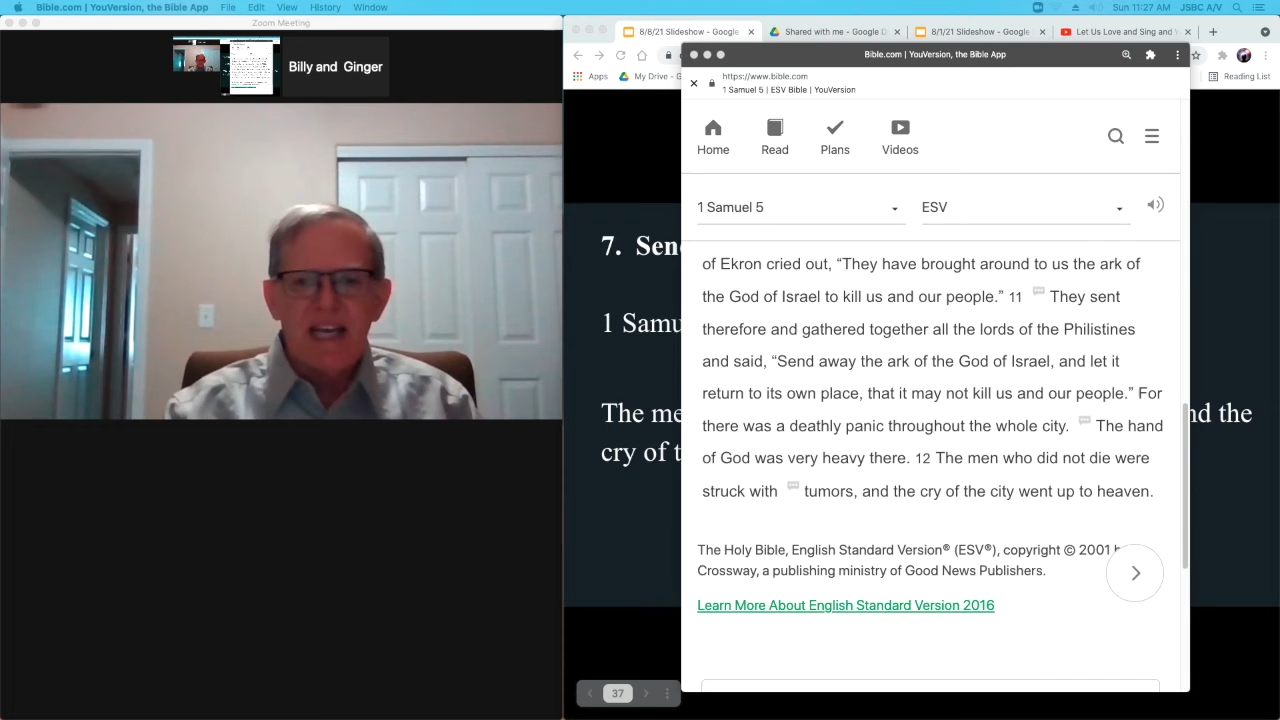 Bible.com | YouVersion, the Bible App File Edit View History Window
Sun 11:27 AM JSBC A/V
Zoom Meeting
Billy and Ginger
8/8/21 Slideshow - Google
Shared with me - Google
8/1/21 Slideshow - Google
Let Us Love and Sing and
Apps
My Drive - G
Reading List
Bible.com | YouVersion, the Bible App
https://www.bible.com
1 Samuel 5 | ESV Bible | YouVersion
Home Read Plans Videos
1 Samuel 5 ESV
of Ekron cried out, “They have brought around to us the ark of
the God of Israel to kill us and our people.” 11 They sent
therefore and gathered together all the lords of the Philistines
and said, “Send away the ark of the God of Israel, and let it
return to its own place, that it may not kill us and our people.” For
there was a deathly panic throughout the whole city. The hand
of God was very heavy there. 12 The men who did not die were
struck with tumors, and the cry of the city went up to heaven.
The Holy Bible, English Standard Version® (ESV®), copyright © 2001
Crossway, a publishing ministry of Good News Publishers.
Learn More About English Standard Version 2016
7. Sen
1 Samu
The me
nd the
cry of t
37